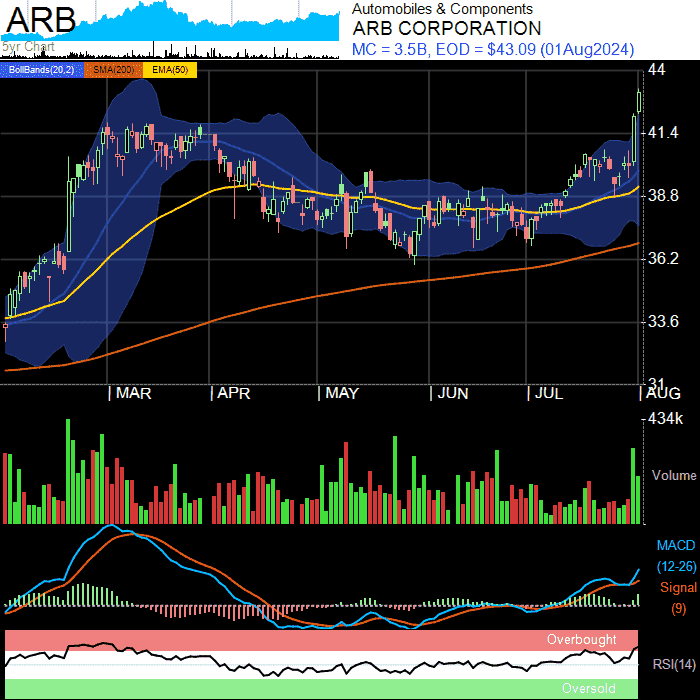 ARB
5yr Chart
Automobiles & Components
ARB CORPORATION
MC = 3.5B, EOD = $43.09 (01Aug2024)
BollBands(20,2) SMA(200) EMA(50)
44
41.4
38.8
36.2
33.6
31
MAR APR MAY JUN JUL AUG
434k
Volume
MACD
(12-26)
Signal
(9)
Overbought
RSI(14)
Oversold